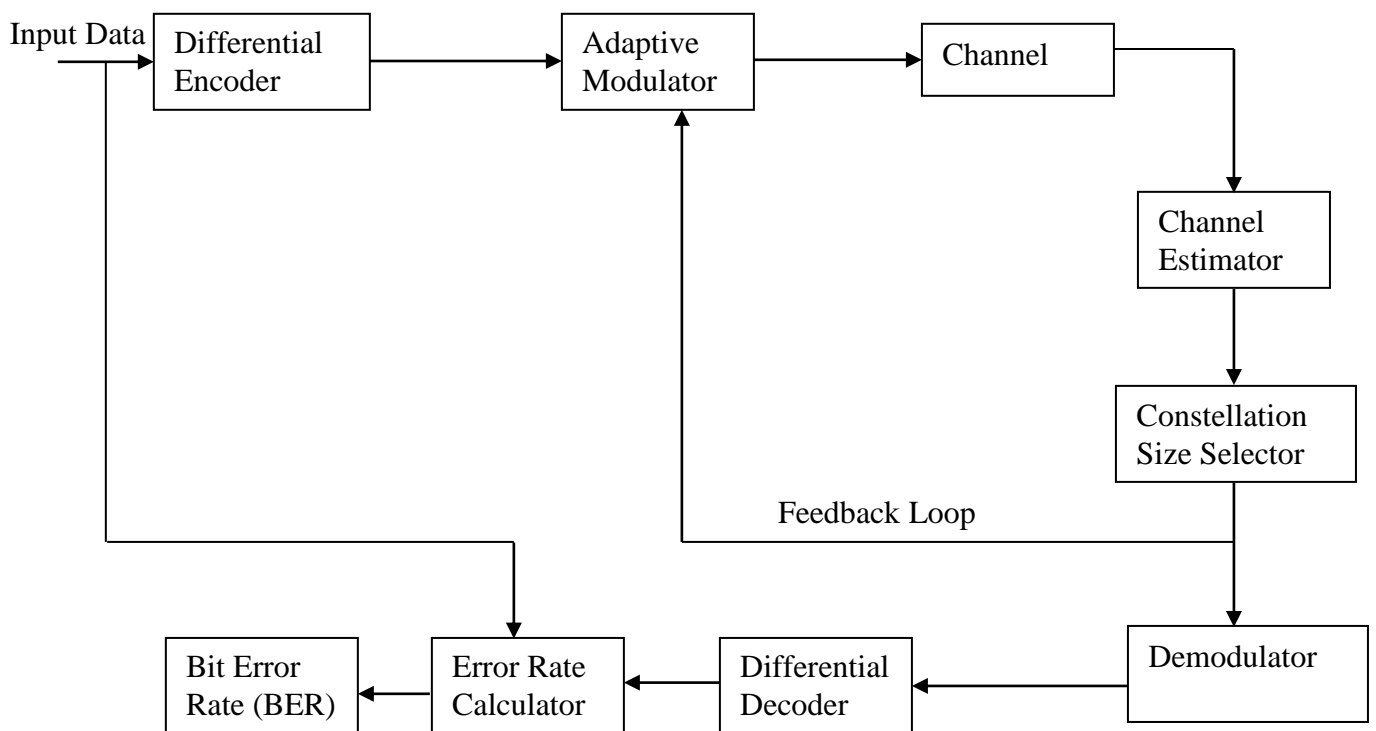 Input Data
Differential
Encoder
Adaptive
Modulator
Channel
Channel
Estimator
Constellation
Size Selector
Feedback Loop
Demodulator
Differential
Decoder
Error Rate
Calculator
Bit Error
Rate (BER)